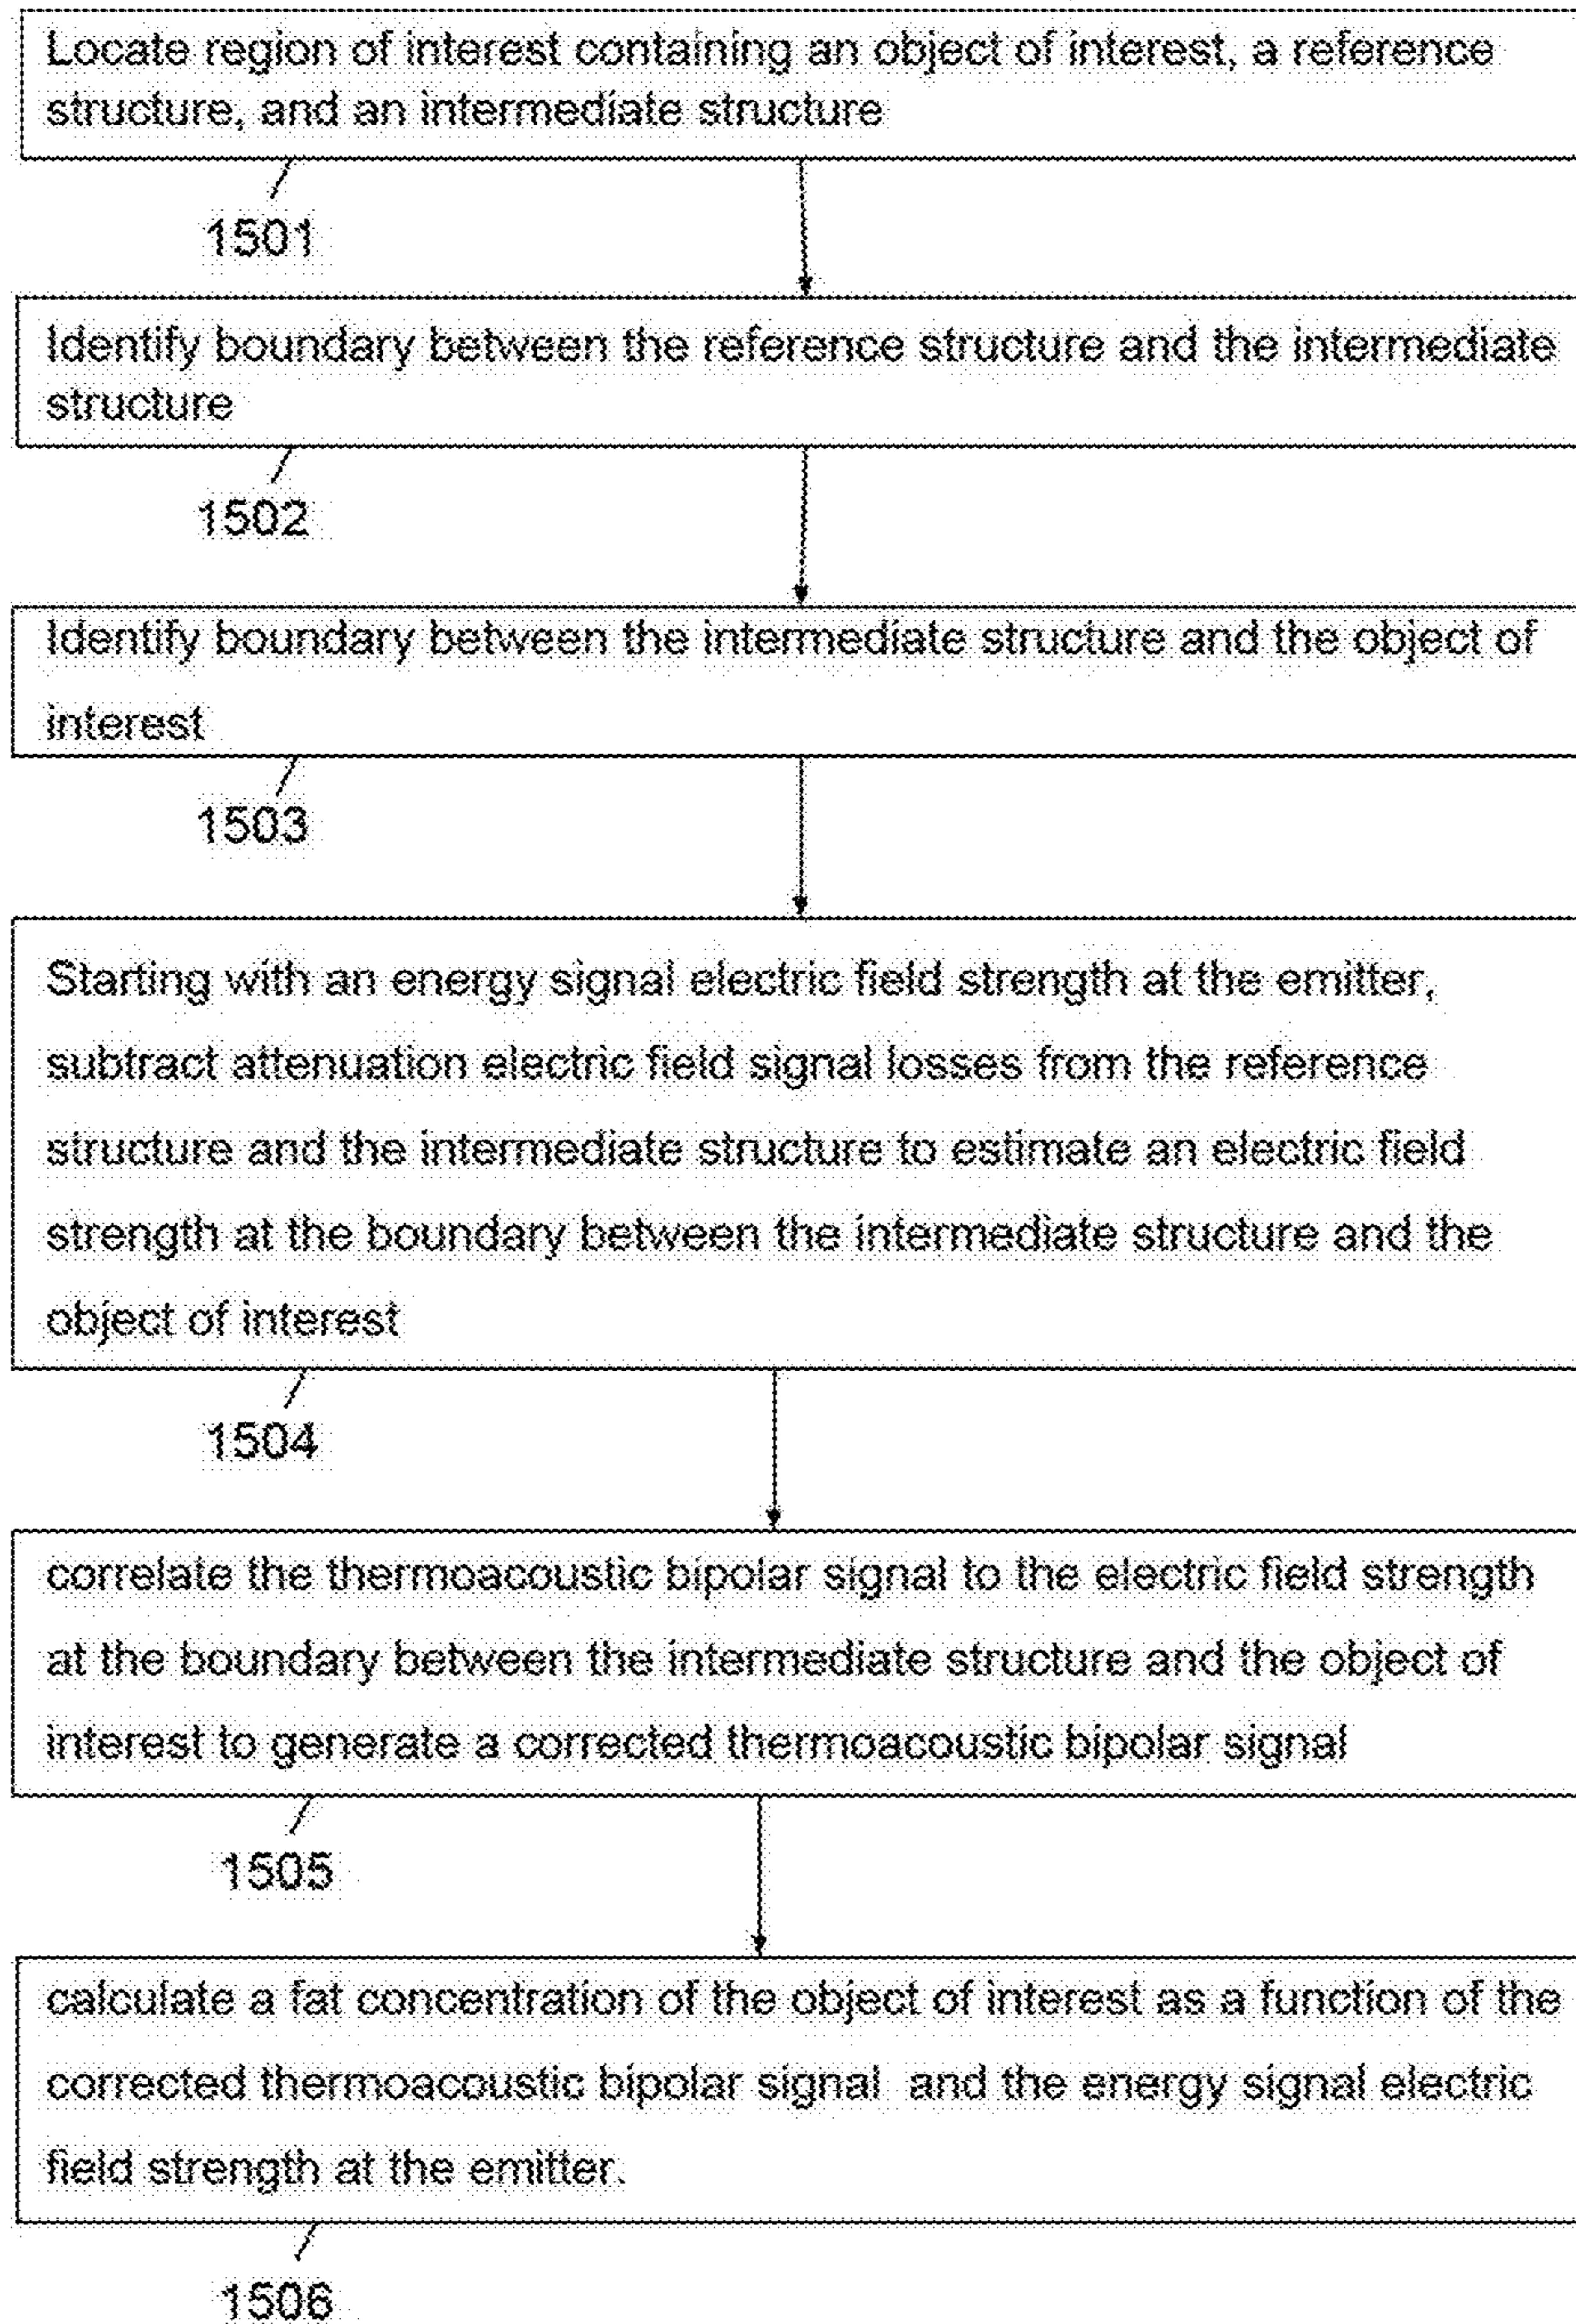 Locate region of interest containing an object of interest, a reference
structure, and an intermediate structure
1501
Identify boundary between the reference structure and the intermediate
structure
1502
Identify boundary between the intermediate structure and the object of
interest
1503
Starting with an energy signal electric field strength at the emitter,
subtract attenuation electric field signal losses from the reference
structure and the intermediate structure to estimate an electric field
strength at the boundary between the intermediate structure and the
object of interest
1504
correlate the thermoacoustic bipolar signal to the electric field strength
at the boundary between the intermediate structure and the object of
interest to generate a corrected thermoacoustic bipolar signal
1505
calculate a fat concentration of the object of interest as a function of the
corrected thermoacoustic bipolar signal and the energy signal electric
field strength at the emitter.
1506